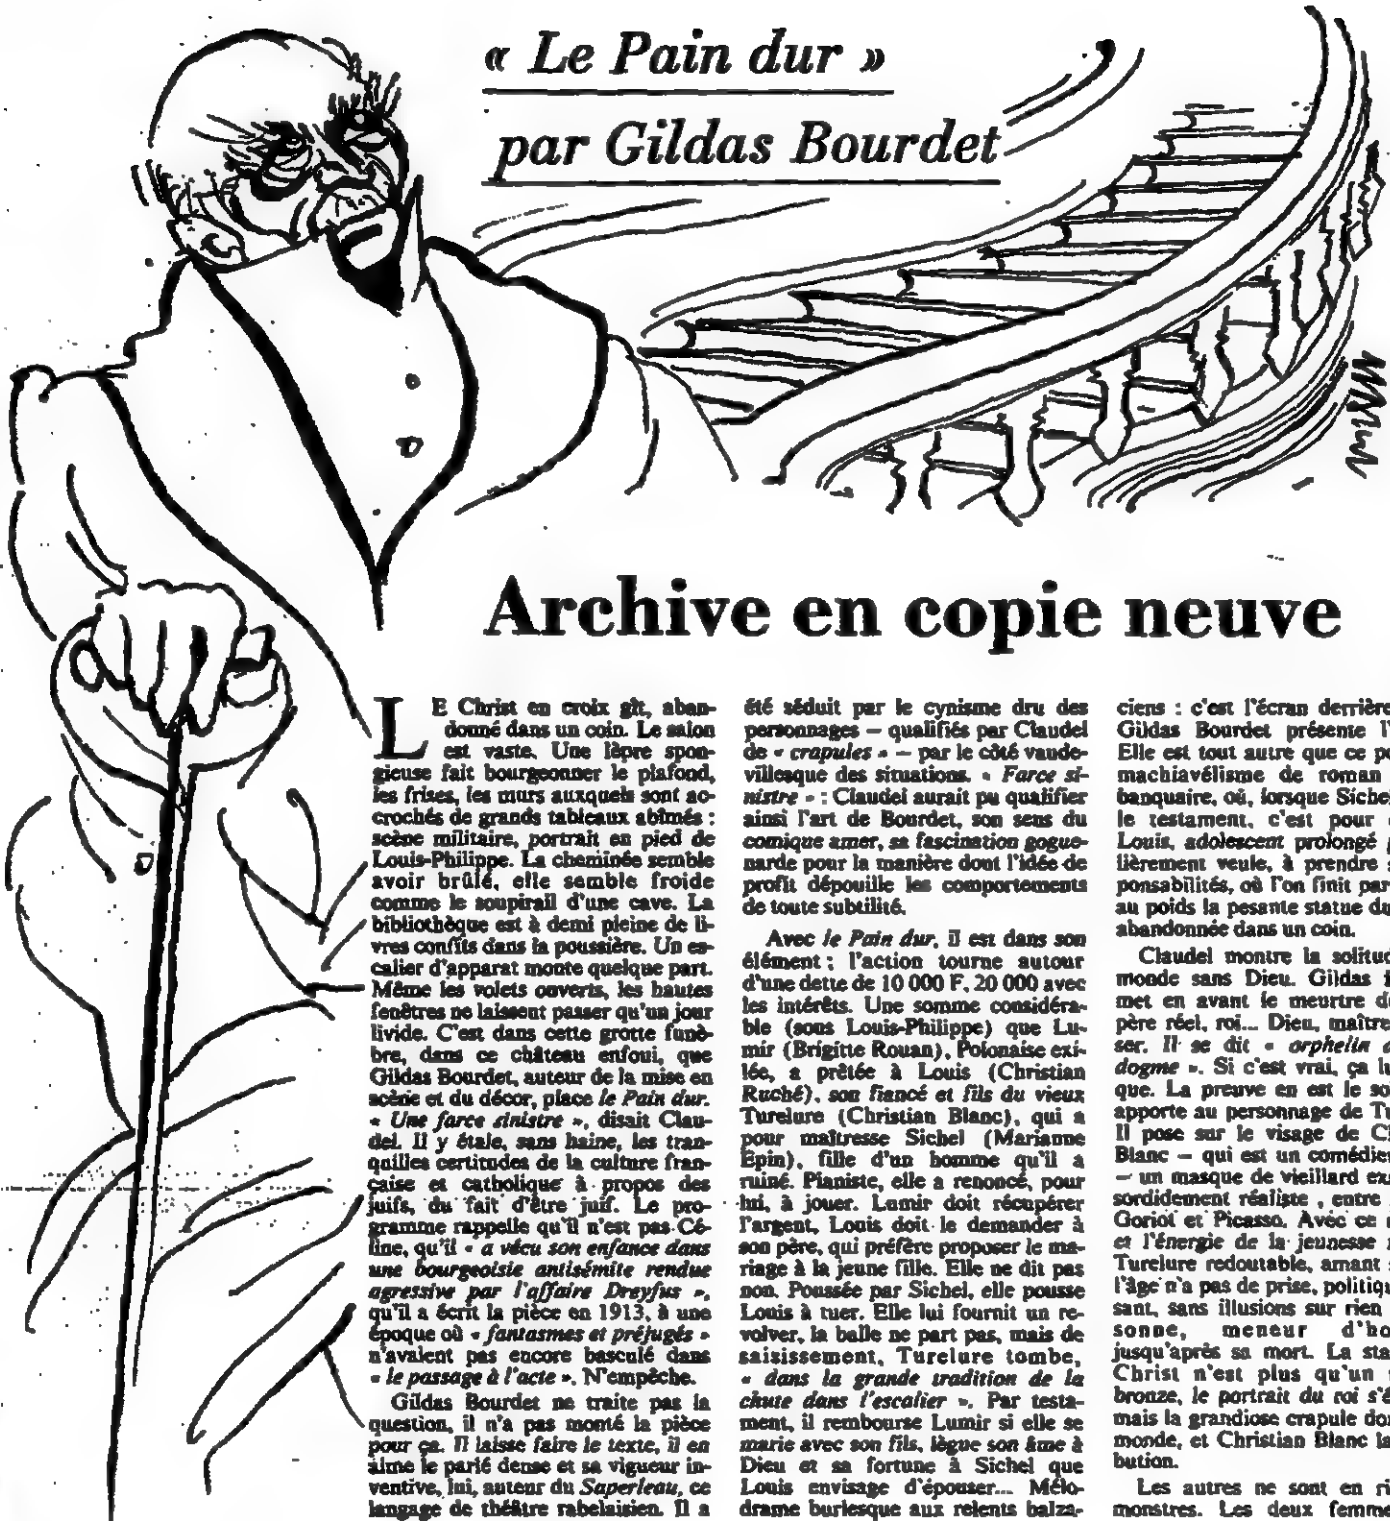 « Le Pain dur »
par Gildas Bourdet
Archive en copie neuve
LE Christ en croix gît, aban-
donné dans un coin. Le salon
est vaste. Une lèpre spon-
gieuse fait bourgeonner le plafond,
les frises, les murs auxquels sont ac-
crochés de grands tableaux abîmés :
scène militaire, portrait en pied de
Louis-Philippe. La cheminée semble
avoir brûlé, elle semble froide
comme le soupirail d'une cave. La
bibliothèque est à demi pleine de li-
vres confits dans la poussière. Un es-
calier d'apparat monte quelque part.
Même les volets ouverts, les hautes
fenêtres ne laissent passer qu'un jour
livide. C'est dans cette grotte funè-
bre, dans ce château enfoui, que
Gildas Bourdet, auteur de la mise en
scène et du décor, place le Pain dur.
« Une farce sinistre », disait Clau-
del. Il y étale, sans haine, les tran-
quilles certitudes de la culture fran-
çaise et catholique à propos des
juifs, du fait d'être juif. Le pro-
gramme rappelle qu'il n'est pas Cé-
line, qu'il « a vécu son enfance dans
une bourgeoisie antisémite rendue
agressive par l'affaire Dreyfus »,
qu'il a écrit la pièce en 1913, à une
époque où « fantasmes et préjugés »
n'avaient pas encore basculé dans
« le passage à l'acte ». N'empêche.
Gildas Bourdet ne traite pas la
question, il n'a pas monté la pièce
pour ça. Il laisse faire le texte, il en
aime le parlé dense et sa vigueur in-
ventive, lui, auteur du Saperleau, ce
langage de théâtre rabelaisien. Il a
été séduit par le cynisme dru des
personnages — qualifiés par Claudel
de « crapules » — par le côté vaude-
villesque des situations. « Farce si-
nistre » : Claudel aurait pu qualifier
ainsi l'art de Bourdet, son sens du
comique amer, sa fascination gogue-
narde pour la manière dont l'idée de
profit dépouille les comportements
de toute subtilité.
Avec le Pain dur, il est dans son
élément ; l'action tourne autour
d'une dette de 10 000 F, 20 000 avec
les intérêts. Une somme considéra-
ble (sous Louis-Philippe) que Lu-
mir (Brigitte Rouan), Polonaise exi-
lée, a prêtée à Louis (Christian
Ruché), son fiancé et fils du vieux
Turelure (Christian Blanc), qui a
pour maîtresse Sichel (Marianne
Epin), fille d'un homme qu'il a
ruiné. Pianiste, elle a renoncé, pour
lui, à jouer. Lumir doit récupérer
l'argent, Louis doit le demander à
son père, qui préfère proposer le ma-
riage à la jeune fille. Elle ne dit pas
non. Poussée par Sichel, elle pousse
Louis à tuer. Elle lui fournit un re-
volver, la balle ne part pas, mais de
saisissement, Turelure tombe,
« dans la grande tradition de la
chute dans l'escalier ». Par testa-
ment, il rembourse Lumir si elle se
marie avec son fils, lègue son âme à
Dieu et sa fortune à Sichel que
Louis envisage d'épouser... Mélo-
drame burlesque aux relents balza-
ciens : c'est l'écran derrière
Gildas Bourdet présente l'
Elle est tout autre que ce
machiavélisme de roman
banquaire, où, lorsque Sichel
le testament, c'est pour
Louis, adolescent prolongé
lièrement veule, à prendre
ponsabilités, où l'on finit par
au poids la pesante statue du
abandonnée dans un coin.
Claudel montre la solitud
monde sans Dieu. Gildas
met en avant le meurtre d
père réel, roi... Dieu, maître
ser. Il se dit « orphelin
dogme ». Si c'est vrai, ça lu
que. La preuve en est le so
apporte au personnage de Tu
Il pose sur le visage de C
Blanc — qui est un comédien
— un masque de vieillard ex
sordidement réaliste , entre
Goriot et Picasso. Avec ce
et l'énergie de la jeunesse
Turelure redoutable, amant
l'âge n'a pas de prise, politiq
sant, sans illusions sur rien
sonne, meneur d'ho
jusqu'après sa mort. La sta
Christ n'est plus qu'un
bronze, le portrait du roi s'é
mais la grandiose crapule do
monde, et Christian Blanc la
bution.
Les autres ne sont en ri
monstres. Les deux femme